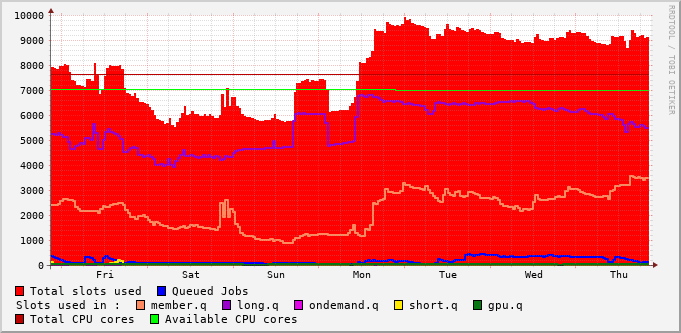 RRDTOOL / TOBI OETIKER
10000
9000
8000
7000
6000
5000
4000
3000
2000
1000
0
Fri Sat Sun Mon Tue Wed Thu
Total slots used Queued Jobs
Slots used in : member.q long.q ondemand.q short.q gpu.q
Total CPU cores Available CPU cores